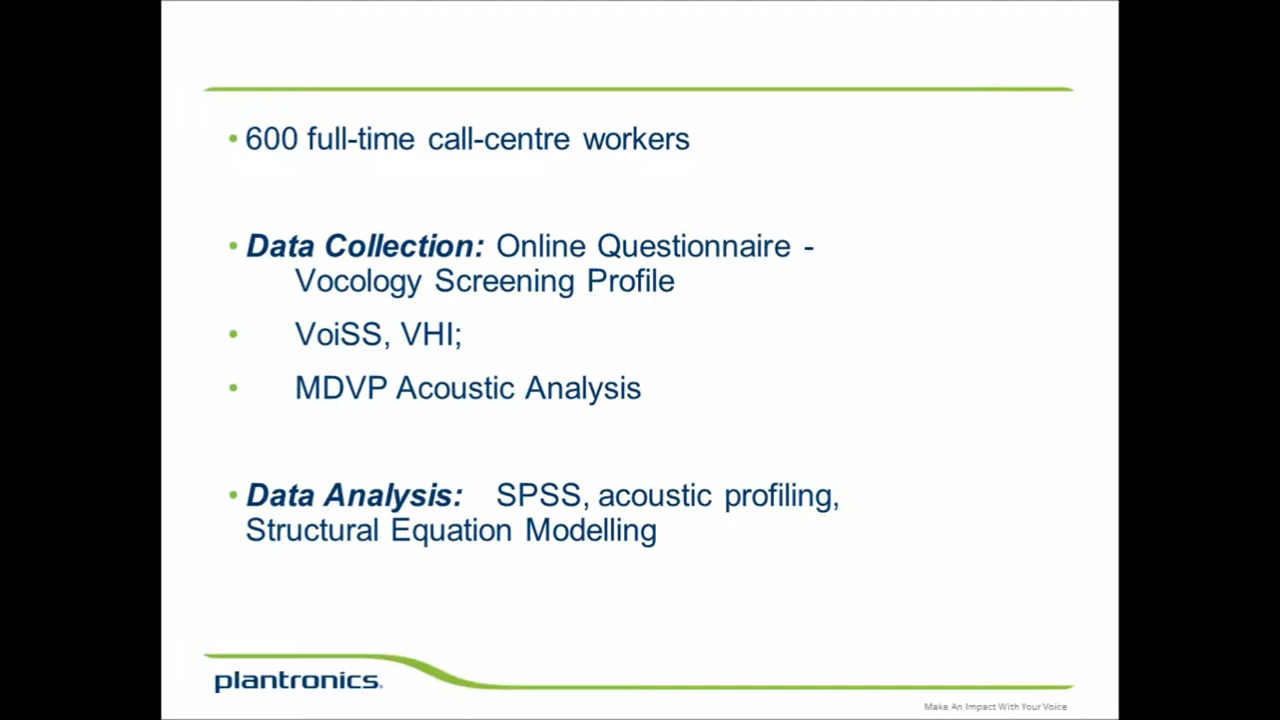 • 600 full-time call-centre workers
• Data Collection: Online Questionnaire -
Vocology Screening Profile
• VoiSS, VHI;
• MDVP Acoustic Analysis
• Data Analysis: SPSS, acoustic profiling,
Structural Equation Modelling
plantronics.
Make An Impact With Your Voice